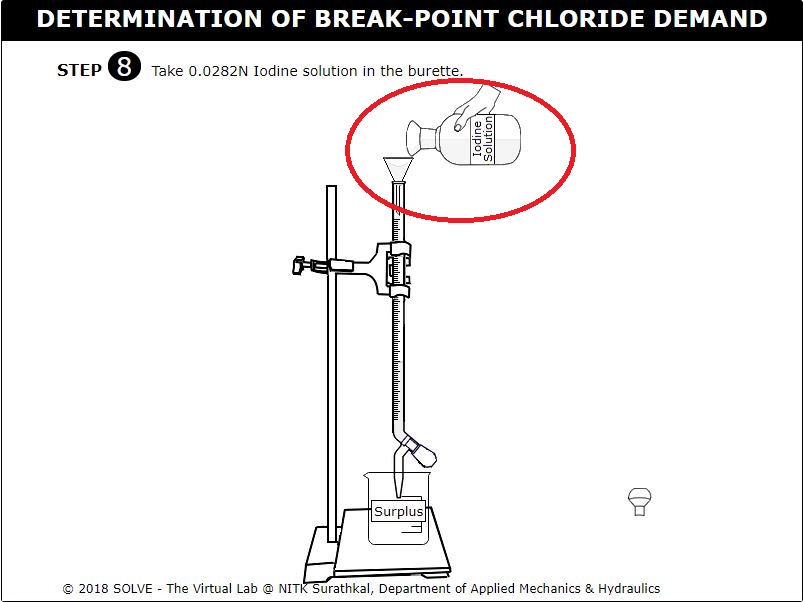 DETERMINATION OF BREAK-POINT CHLORIDE DEMAND
STEP 8 Take 0.0282N Iodine solution in the burette.
Iodine
Solution
Surplus
© 2018 SOLVE - The Virtual Lab @ NITK Surathkal, Department of Applied Mechanics & Hydraulics